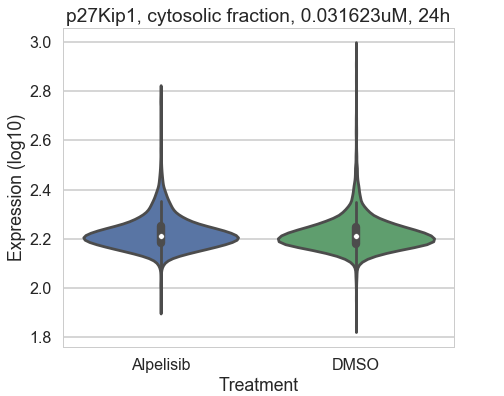 p27Kip1, cytosolic fraction, 0.031623uM, 24h
Expression (log10)
3.0
2.8
2.6
2.4
2.2
2.0
1.8
Alpelisib
DMSO
Treatment